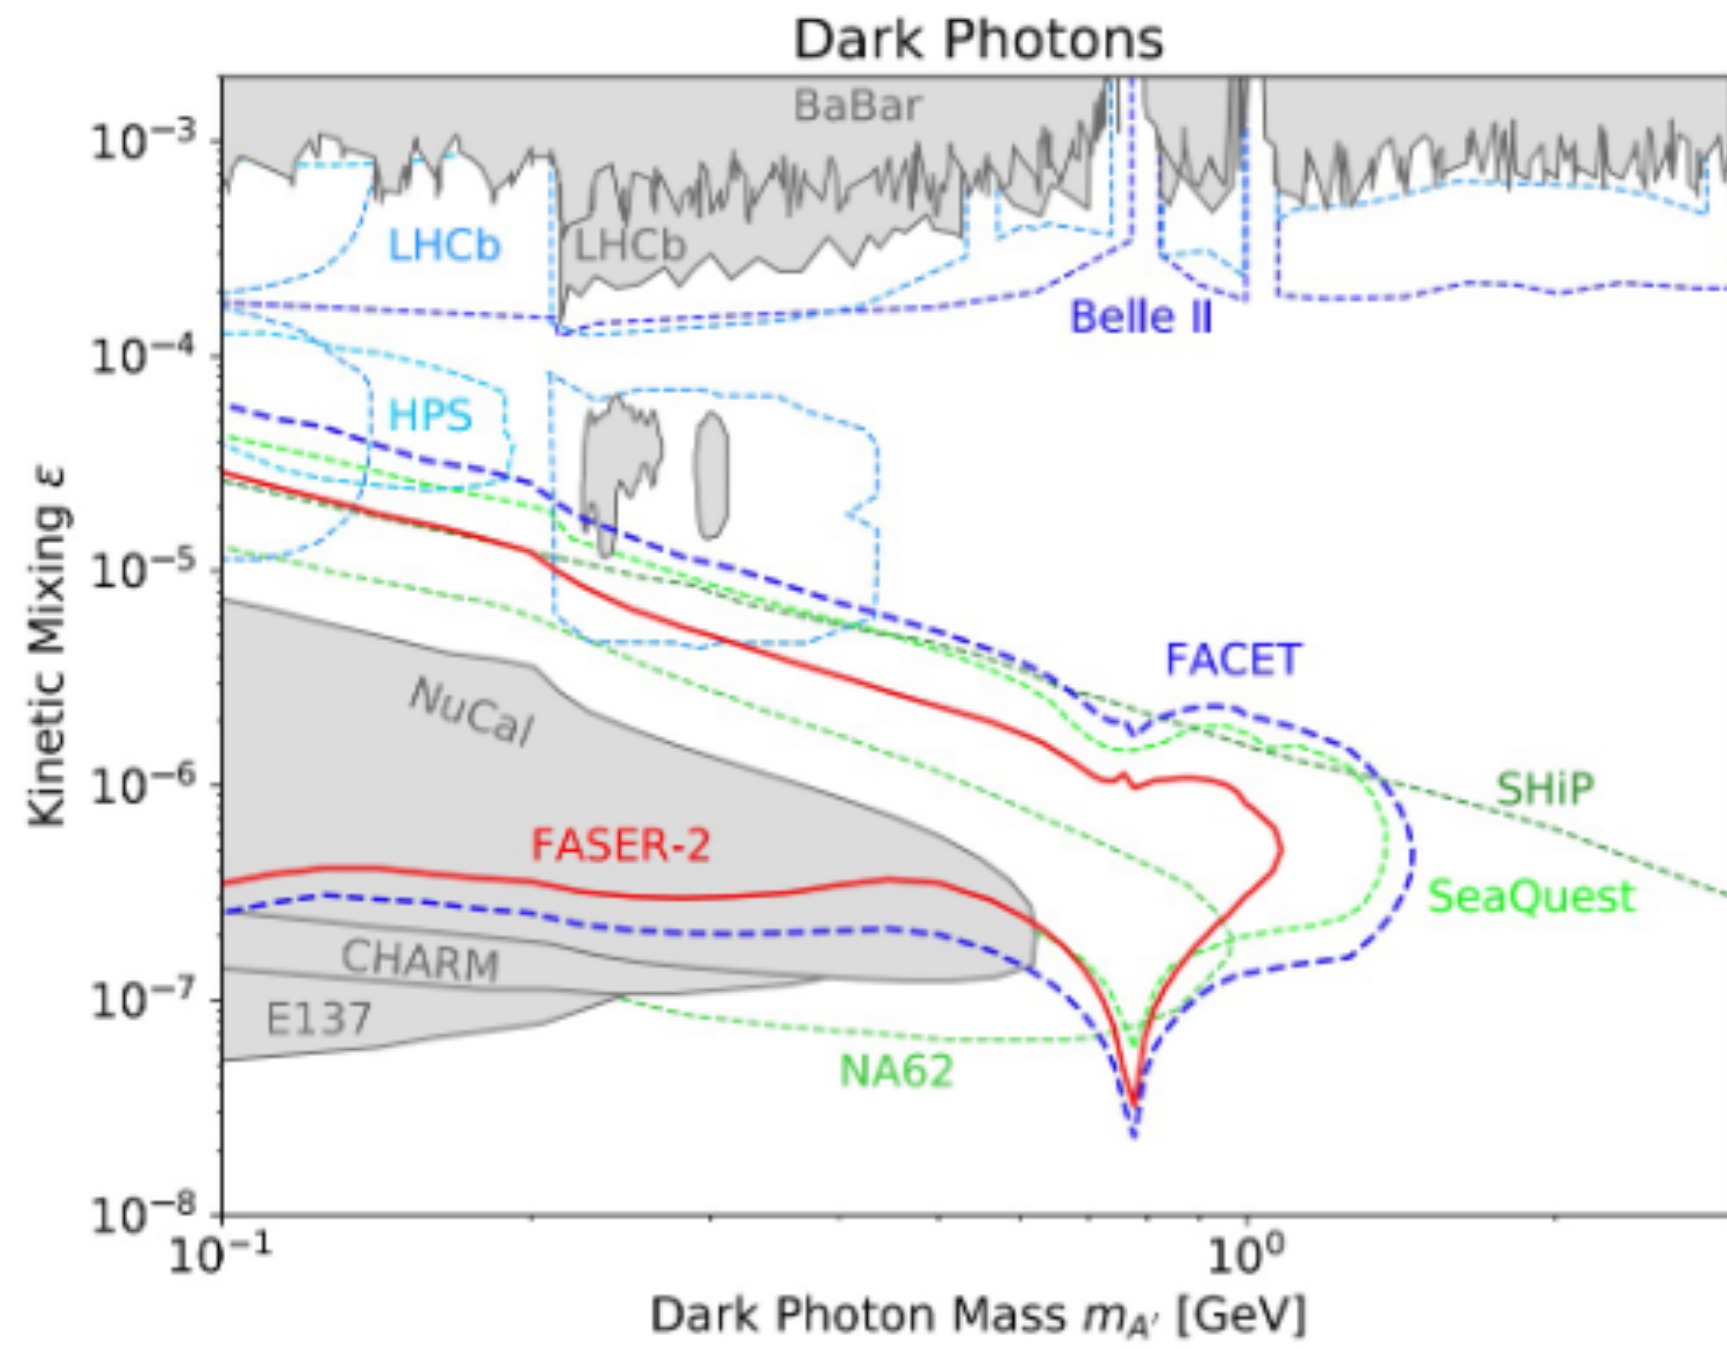 Dark Photons
BaBar
10⁻³
LHCb
LHCb
Belle II
10⁻⁴
HPS
Kinetic Mixing ε
10⁻⁵
FACET
NuCal
10⁻⁶
SHiP
FASER-2
SeaQuest
CHARM
10⁻⁷
E137
NA62
10⁻⁸
10⁻¹
10⁰
Dark Photon Mass m_A′ [GeV]